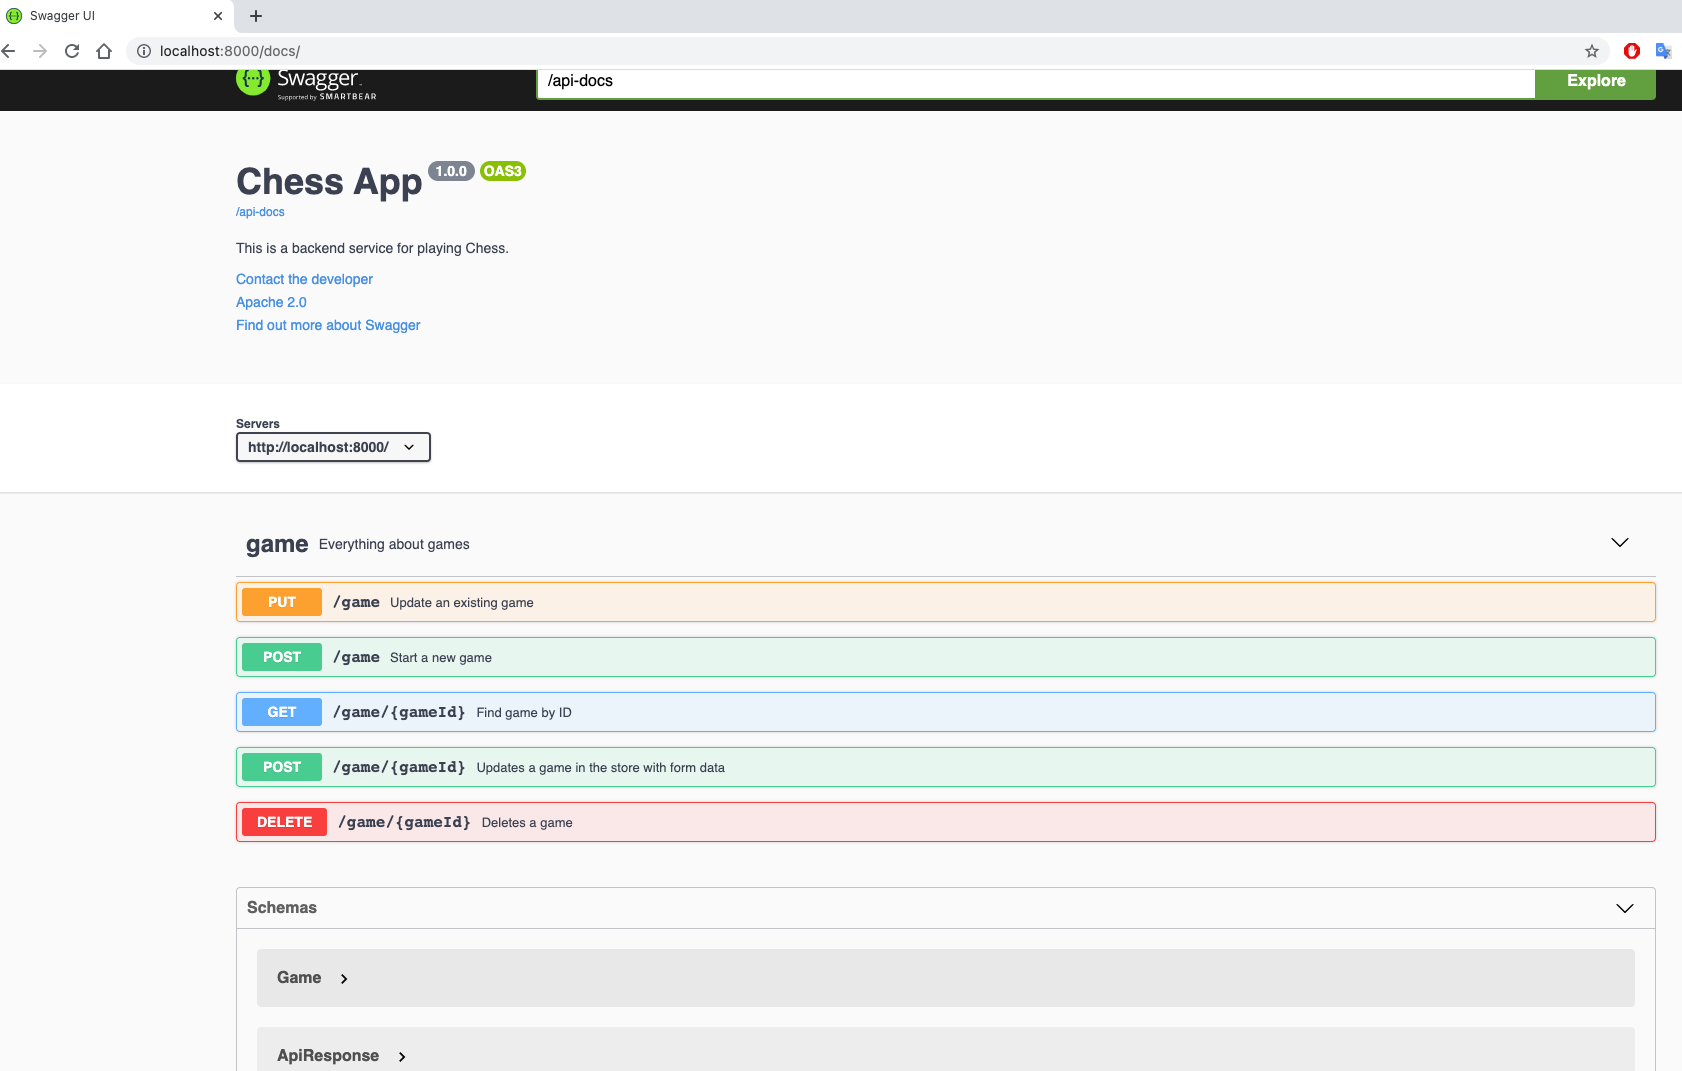 Swagger UI
localhost:8000/docs/
Swagger
Supported by SMARTBEAR
/api-docs
Explore
Chess App 1.0.0 OAS3
/api-docs
This is a backend service for playing Chess.
Contact the developer
Apache 2.0
Find out more about Swagger
Servers
http://localhost:8000/
game Everything about games
PUT /game Update an existing game
POST /game Start a new game
GET /game/{gameId} Find game by ID
POST /game/{gameId} Updates a game in the store with form data
DELETE /game/{gameId} Deletes a game
Schemas
Game
ApiResponse